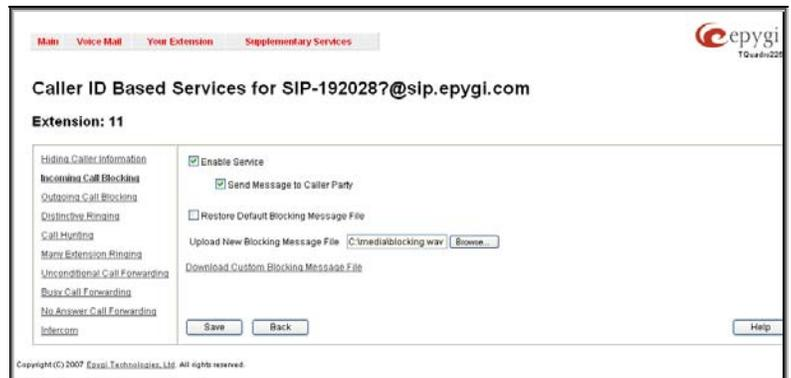 Main Voice Mail Your Extension Supplementary Services
epygi
Caller ID Based Services for SIP-192028?@sip.epygi.com
Extension: 11
Hiding Caller Information
Incoming Call Blocking
Outgoing Call Blocking
Distinctive Ringing
Call Hunting
Many Extension Ringing
Unconditional Call Forwarding
Busy Call Forwarding
No Answer Call Forwarding
Intercom
Enable Service
Send Message to Caller Party
Restore Default Blocking Message File
Upload New Blocking Message File C:\media\blocking.wav Browse...
Download Custom Blocking Message File
Save Back Help
Copyright (C) 2007 Epygi Technologies, Ltd. All rights reserved.